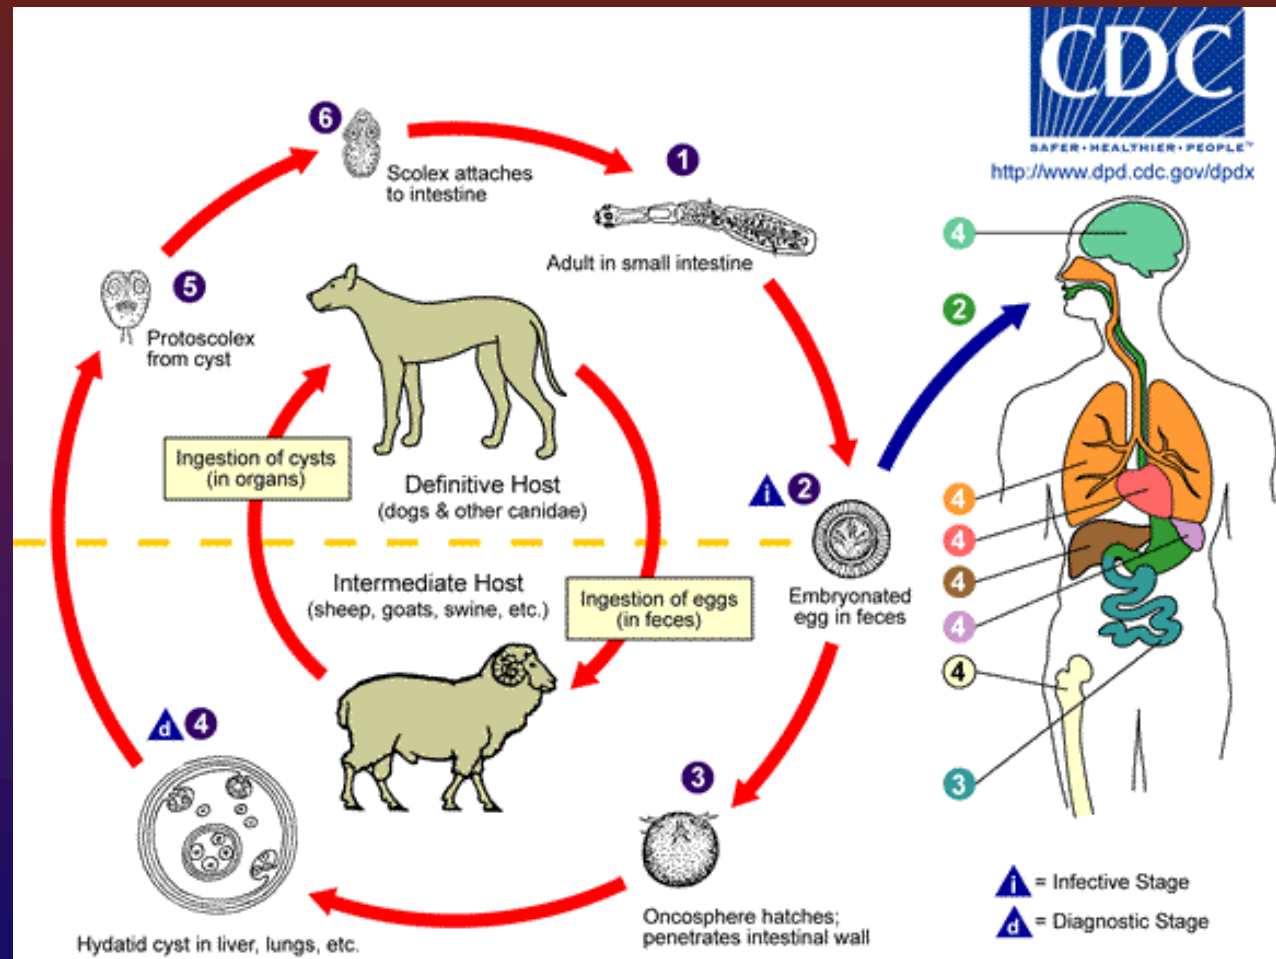 CDC
SAFER•HEALTHIER•PEOPLE™
http://www.dpd.cdc.gov/dpdx
6
Scolex attaches
to intestine
1
Adult in small intestine
5
Protoscolex
from cyst
4
2
Ingestion of cysts
(in organs)
Definitive Host
(dogs & other canidae)
i 2
Embryonated
egg in feces
Intermediate Host
(sheep, goats, swine, etc.)
Ingestion of eggs
(in feces)
4
4
4
4
4
3
d 4
Hydatid cyst in liver, lungs, etc.
3
Oncosphere hatches;
penetrates intestinal wall
i = Infective Stage
d = Diagnostic Stage